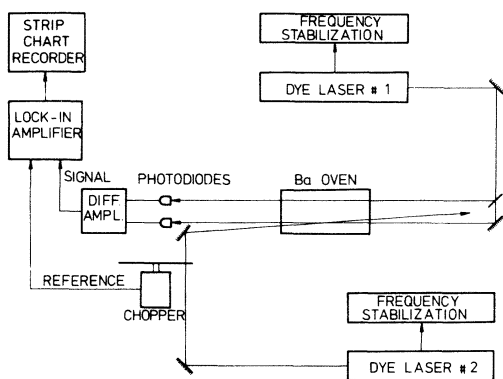 STRIP
CHART
RECORDER
FREQUENCY
STABILIZATION
DYE LASER # 1
LOCK-IN
AMPLIFIER
SIGNAL
PHOTODIODES
Ba OVEN
DIFF.
AMPL.
REFERENCE
CHOPPER
FREQUENCY
STABILIZATION
DYE LASER # 2